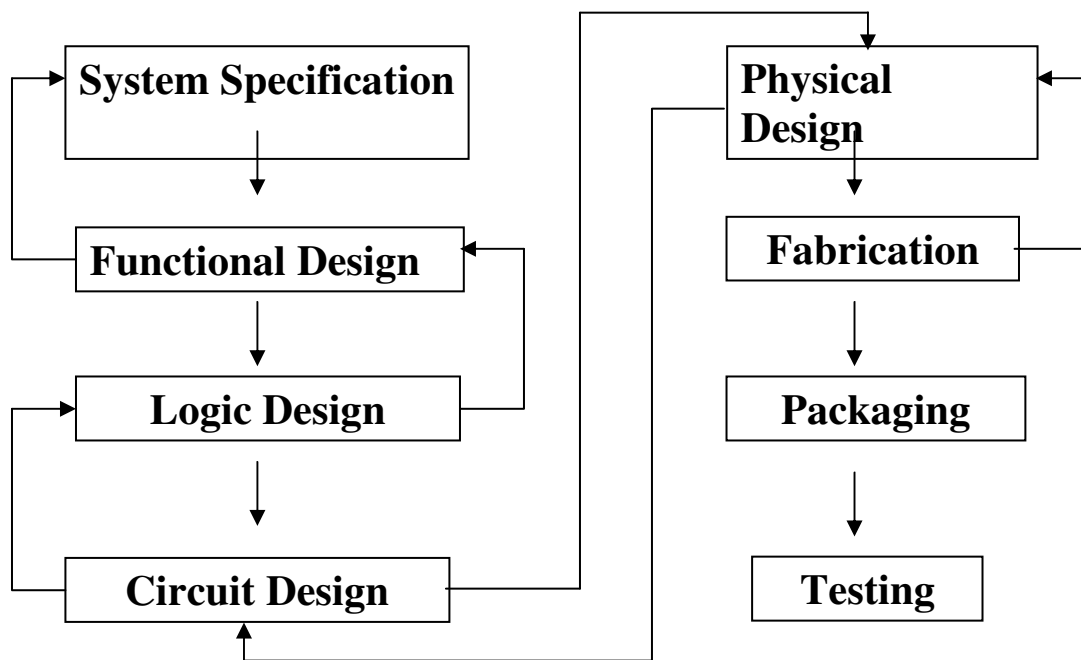 System Specification
Functional Design
Logic Design
Circuit Design
Physical
Design
Fabrication
Packaging
Testing